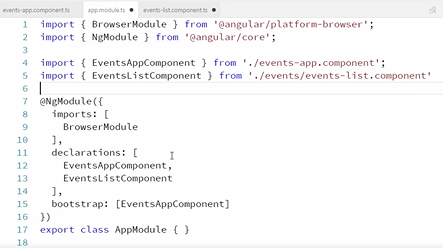 events-app.component.ts app.module.ts events-list.component.ts
1 import { BrowserModule } from '@angular/platform-browser';
2 import { NgModule } from '@angular/core';
3
4 import { EventsAppComponent } from './events-app.component';
5 import { EventsListComponent } from './events/events-list.component'
6
7 @NgModule({
8 imports: [
9 BrowserModule
10 ],
11 declarations: [
12 EventsAppComponent,
13 EventsListComponent
14 ],
15 bootstrap: [EventsAppComponent]
16 })
17 export class AppModule { }
18